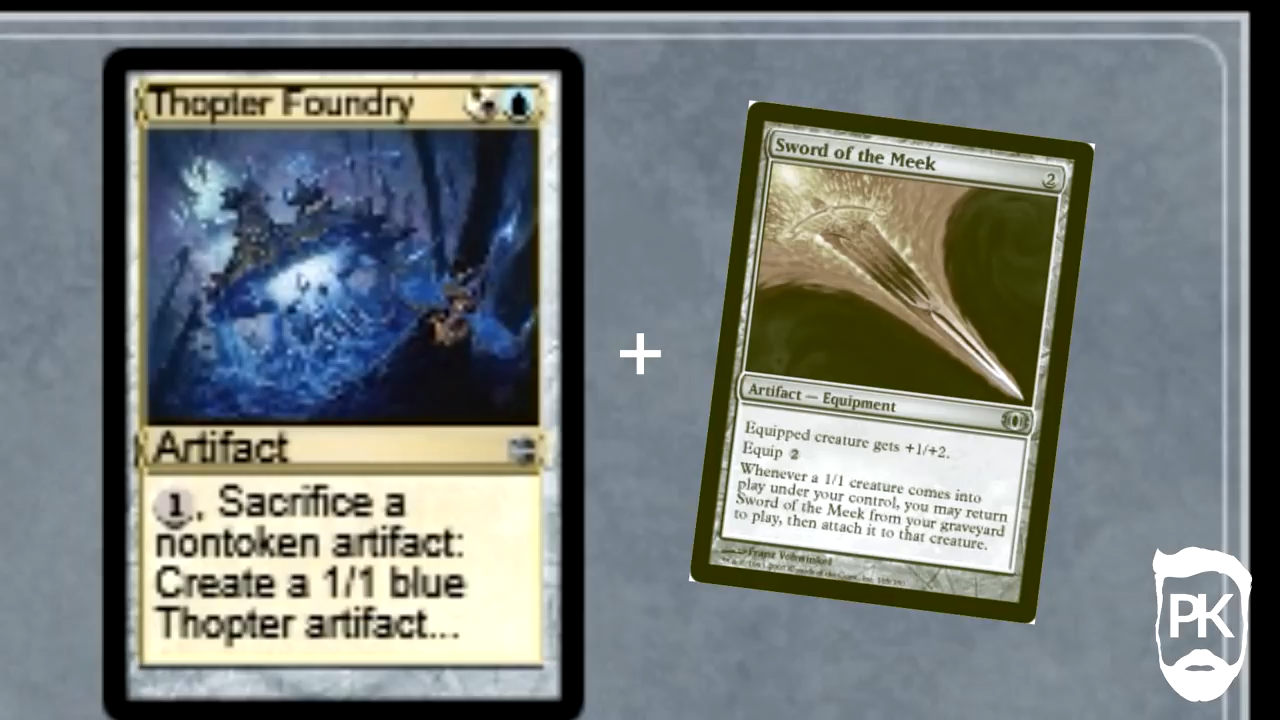 Thopter Foundry
Artifact
1, Sacrifice a
nontoken artifact:
Create a 1/1 blue
Thopter artifact...
+
Sword of the Meek
2
Artifact — Equipment
Equipped creature gets +1/+2.
Equip 2
Whenever a 1/1 creature comes into
play under your control, you may return
Sword of the Meek from your graveyard
to play, then attach it to that creature.
PK